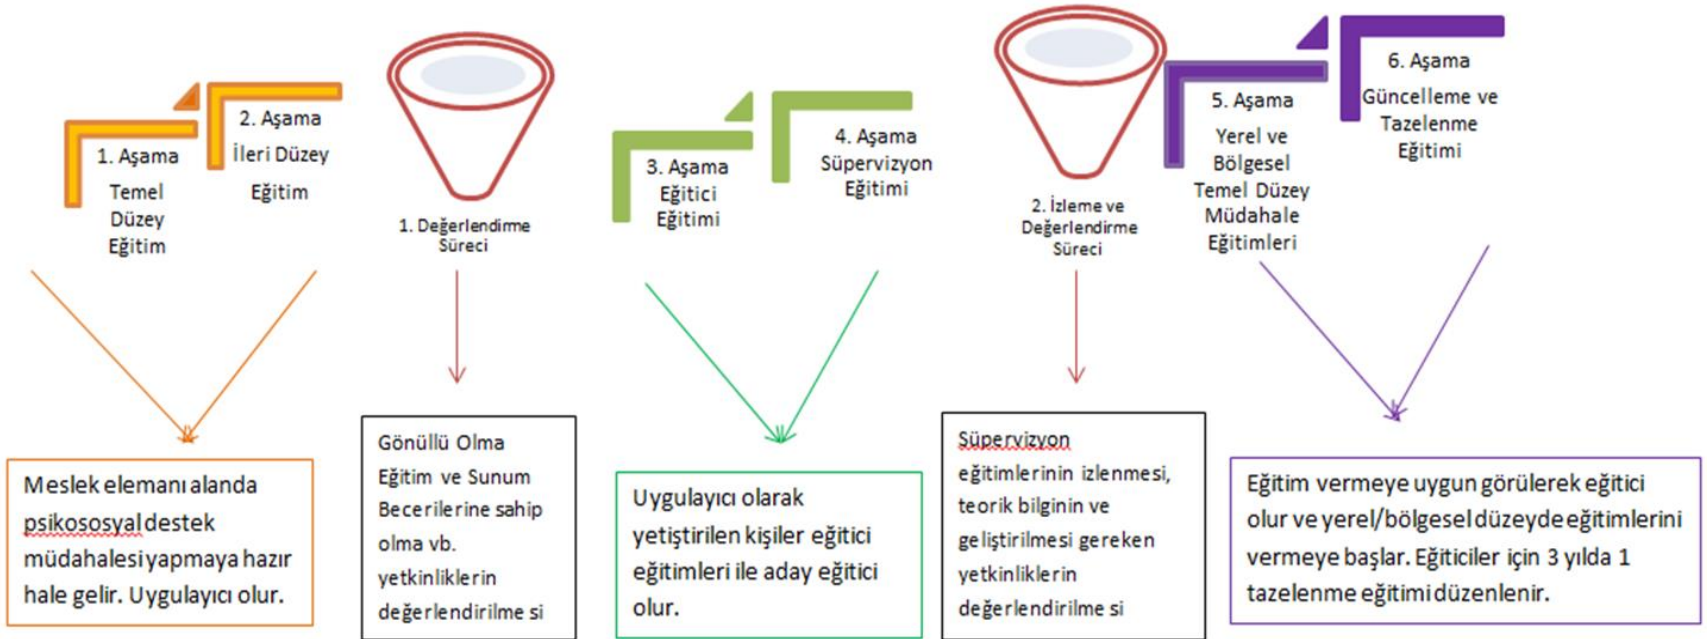 1. Aşama
Temel
Düzey
Eğitim
2. Aşama
İleri Düzey
Eğitim
1. Değerlendirme
Süreci
3. Aşama
Eğitici
Eğitimi
4. Aşama
Süpervizyon
Eğitimi
2. İzleme ve
Değerlendirme
Süreci
5. Aşama
Yerel ve
Bölgesel
Temel Düzey
Müdahale
Eğitimleri
6. Aşama
Güncelleme ve
Tazelenme
Eğitimi
Meslek elemanı alanda
psikososyal destek
müdahalesi yapmaya hazır
hale gelir. Uygulayıcı olur.
Gönüllü Olma
Eğitim ve Sunum
Becerilerine sahip
olma vb.
yetkinliklerin
değerlendirilme si
Uygulayıcı olarak
yetiştirilen kişiler eğitici
eğitimleri ile aday eğitici
olur.
Süpervizyon
eğitimlerinin izlenmesi,
teorik bilginin ve
geliştirilmesi gereken
yetkinliklerin
değerlendirilme si
Eğitim vermeye uygun görülerek eğitici
olur ve yerel/bölgesel düzeyde eğitimlerini
vermeye başlar. Eğiticiler için 3 yılda 1
tazelenme eğitimi düzenlenir.